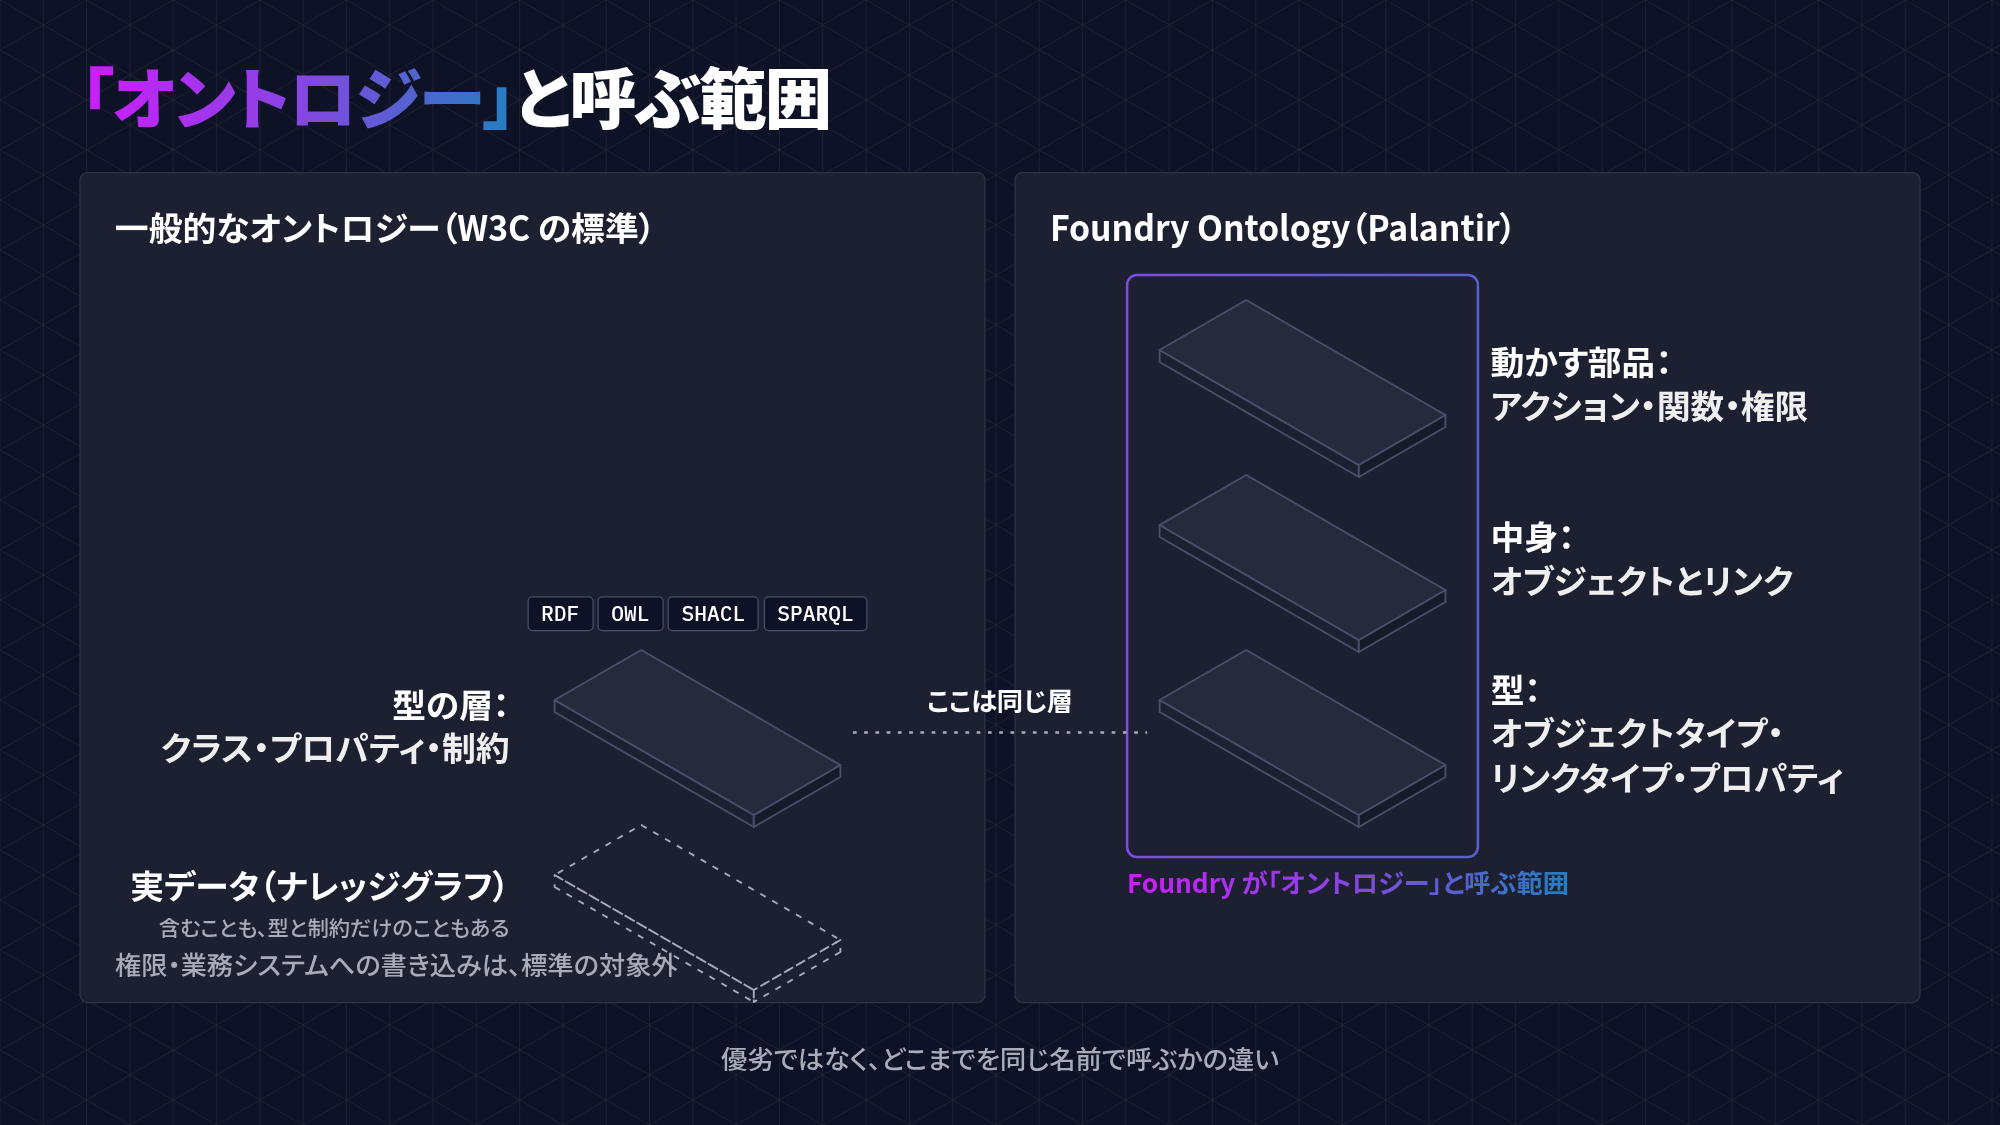 「オントロジー」と呼ぶ範囲
一般的なオントロジー（W3C の標準）
RDF OWL SHACL SPARQL
型の層：
クラス・プロパティ・制約
実データ（ナレッジグラフ）
含むことも、型と制約だけのこともある
権限・業務システムへの書き込みは、標準の対象外
ここは同じ層
Foundry Ontology（Palantir）
動かす部品：
アクション・関数・権限
中身：
オブジェクトとリンク
型：
オブジェクトタイプ・
リンクタイプ・プロパティ
Foundry が「オントロジー」と呼ぶ範囲
優劣ではなく、どこまでを同じ名前で呼ぶかの違い